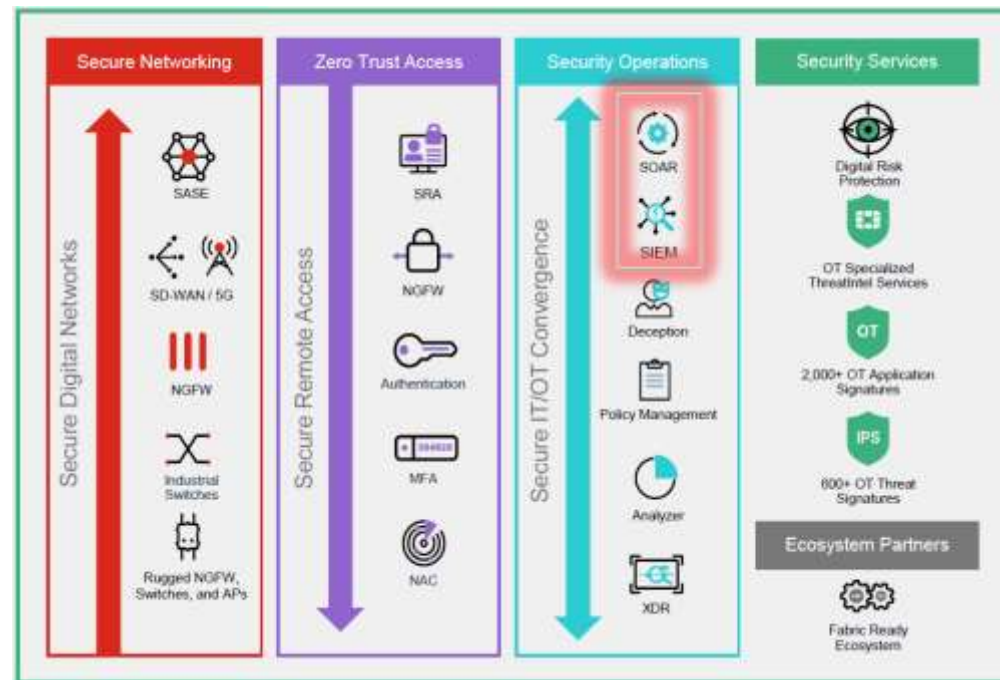 Secure Networking
Secure Digital Networks
SASE
SD-WAN / 5G
NGFW
Industrial
Switches
Rugged NGFW,
Switches, and APs
Zero Trust Access
Secure Remote Access
SRA
NGFW
Authentication
MFA
NAC
Security Operations
Secure IT/OT Convergence
SOAR
SIEM
Deception
Policy Management
Analyzer
XDR
Security Services
Digital Risk
Protection
OT Specialized
ThreatIntel Services
OT
2,000+ OT Application
Signatures
IPS
600+ OT Threat
Signatures
Ecosystem Partners
Fabric Ready
Ecosystem